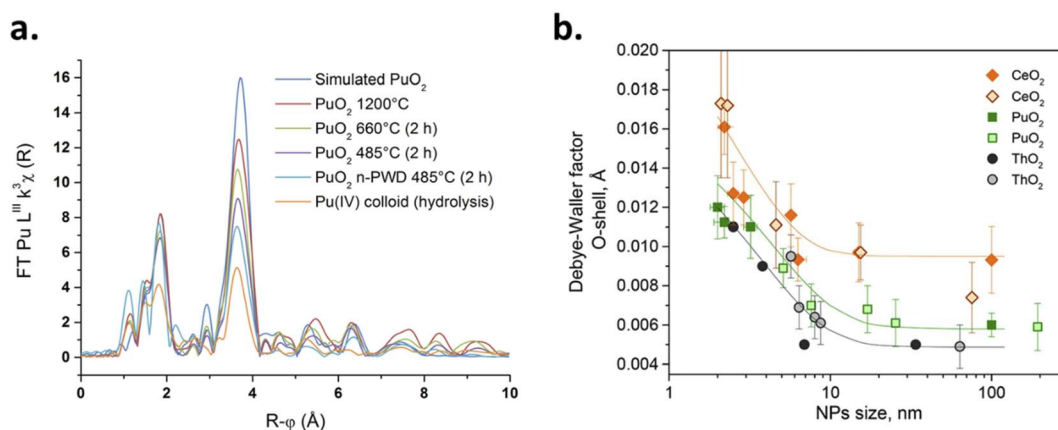 a.
FT Pu Lᴵᴵᴵ k³χ (R)
16
14
12
10
8
6
4
2
0
Simulated PuO₂
PuO₂ 1200°C
PuO₂ 660°C (2 h)
PuO₂ 485°C (2 h)
PuO₂ n-PWD 485°C (2 h)
Pu(IV) colloid (hydrolysis)
0 2 4 6 8 10
R-φ (Å)
b.
Debye-Waller factor
O-shell, Å
0.020
0.018
0.016
0.014
0.012
0.010
0.008
0.006
0.004
CeO₂
CeO₂
PuO₂
PuO₂
ThO₂
ThO₂
1 10 100
NPs size, nm